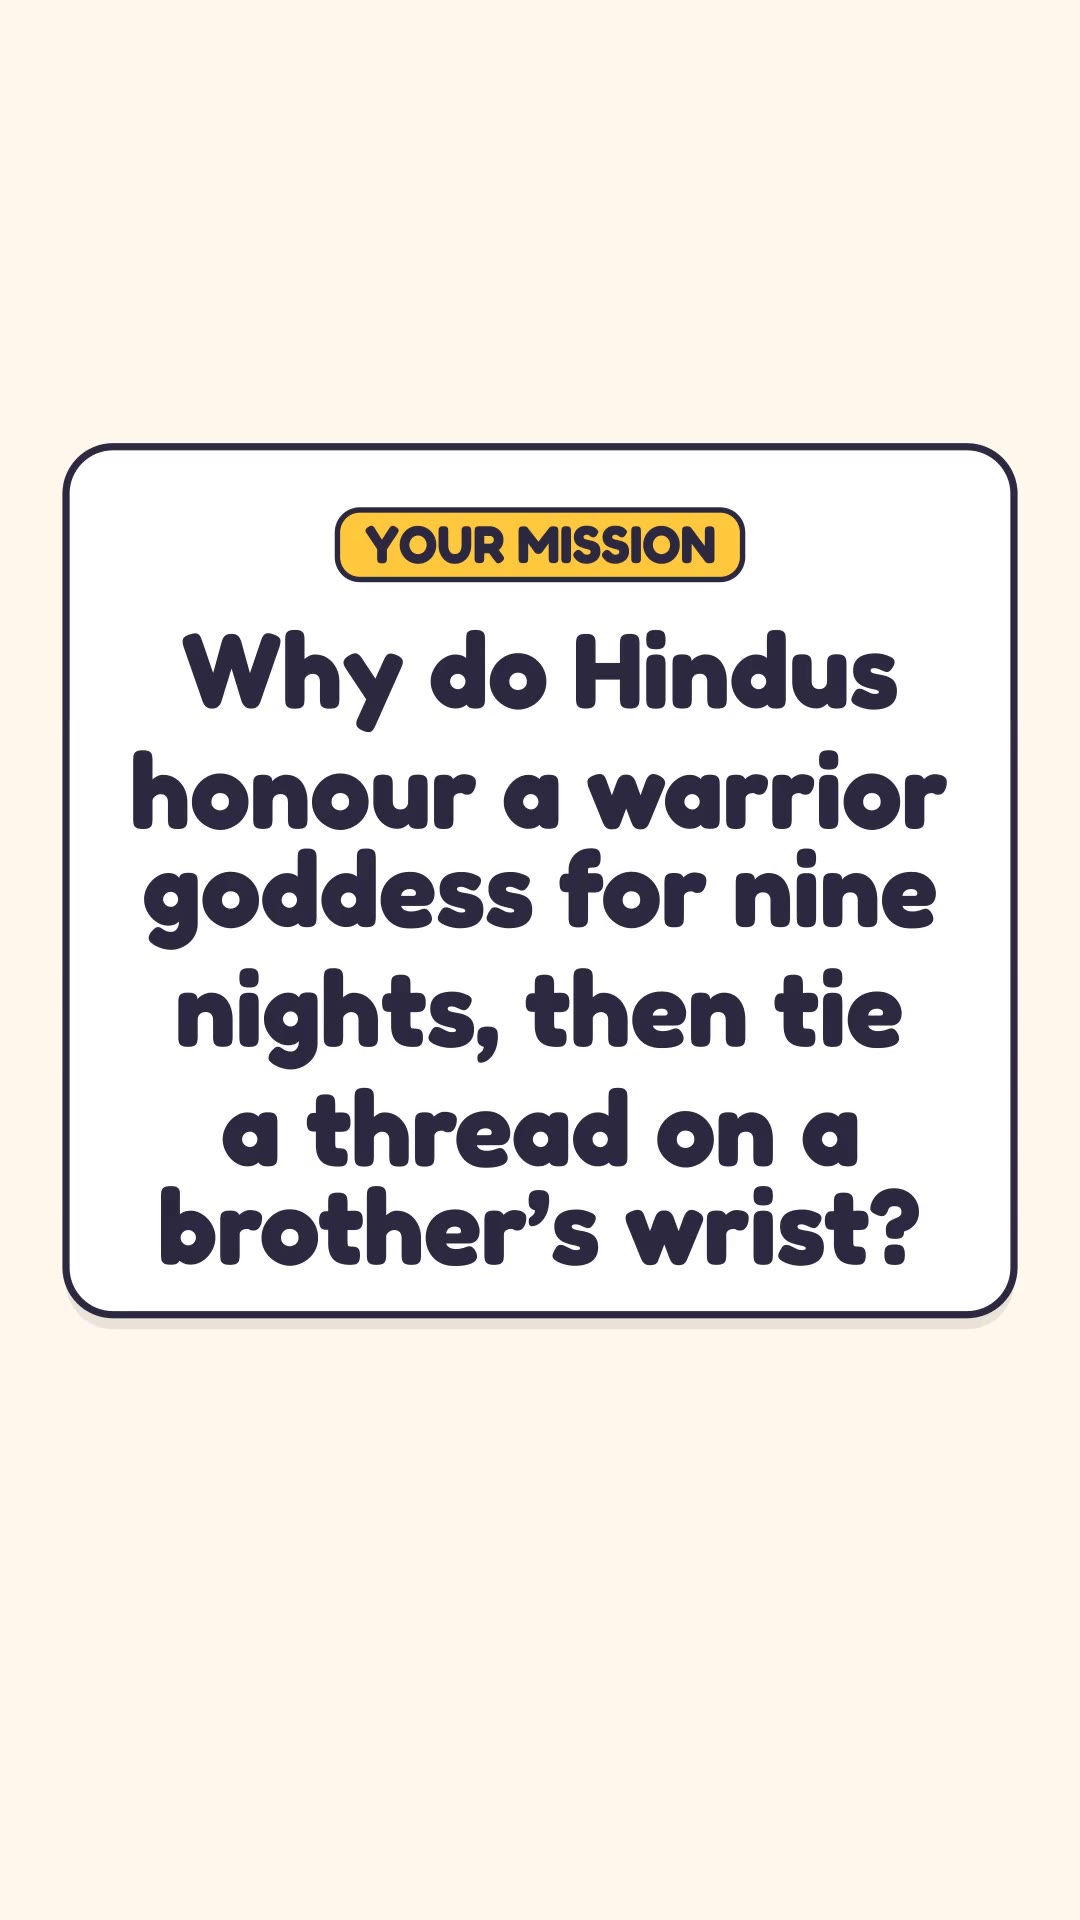 YOUR MISSION
Why do Hindus
honour a warrior
goddess for nine
nights, then tie
a thread on a
brother’s wrist?